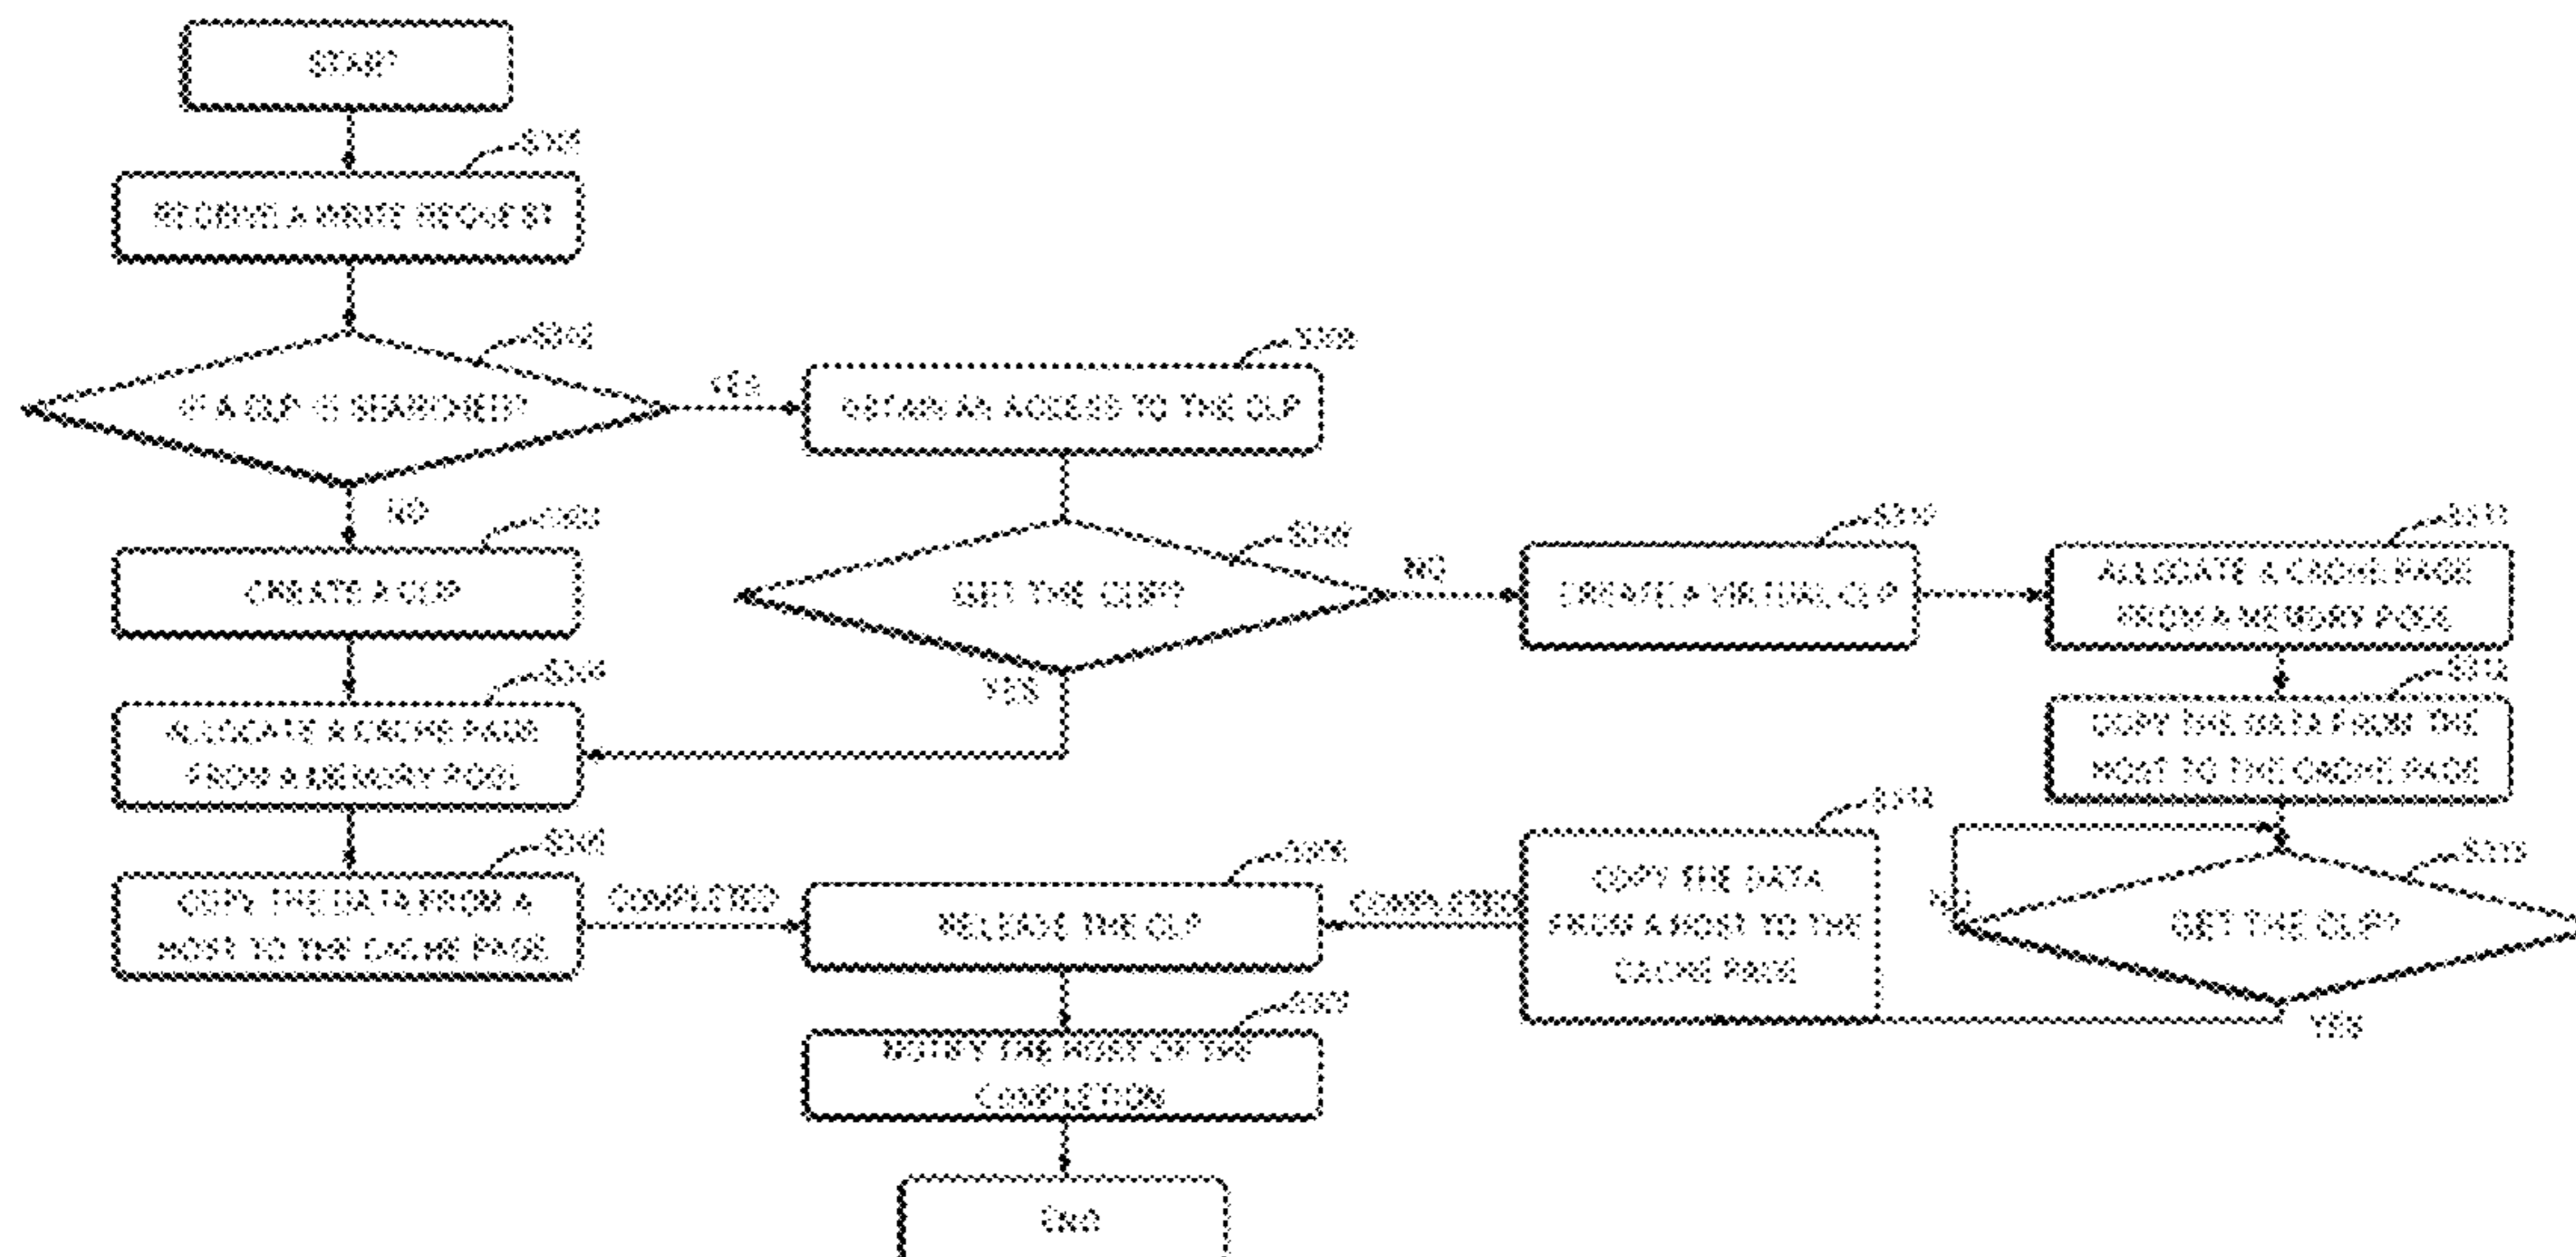 START
RECEIVE A WRITE REQUEST
IF A CLP IS SEARCHED?
YES
OBTAIN AN ACCESS TO THE CLP
NO
CREATE A CLP
GET THE CLP?
NO
CREATE A VIRTUAL CLP
ALLOCATE A CACHE PAGE
FROM A MEMORY POOL
YES
ALLOCATE A CACHE PAGE
FROM A MEMORY POOL
COPY THE DATA FROM THE
HOST TO THE CACHE PAGE
COPY THE DATA FROM A
HOST TO THE CACHE PAGE
COMPLETED
RELEASE THE CLP
COMPLETED
COPY THE DATA
FROM A HOST TO THE
CACHE PAGE
NO
GET THE CLP?
YES
NOTIFY THE HOST OF THE
COMPLETION
END